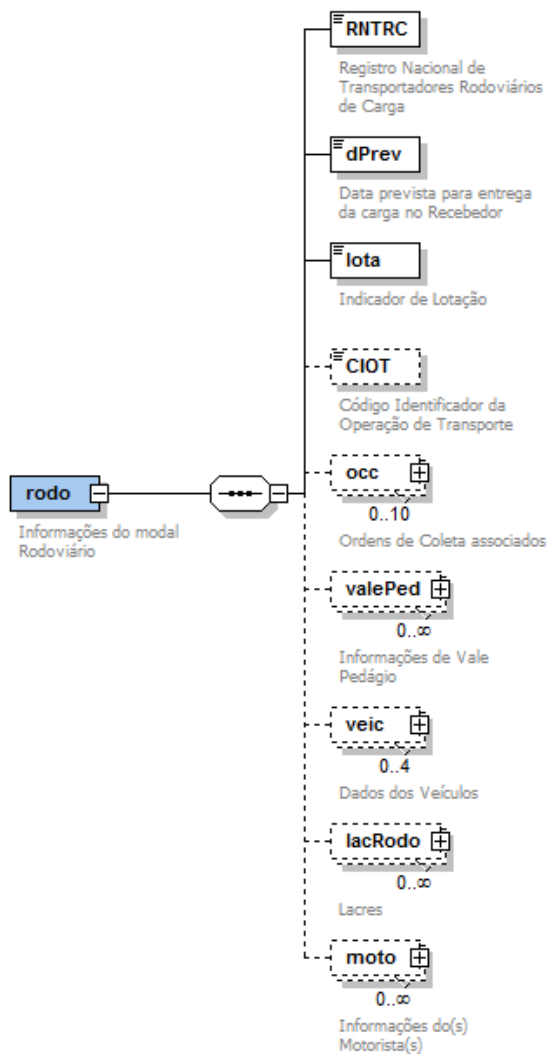 RNTRC
Registro Nacional de
Transportadores Rodoviários
de Carga
dPrev
Data prevista para entrega
da carga no Recebedor
lota
Indicador de Lotação
CIOT
Código Identificador da
Operação de Transporte
rodo
Informações do modal
Rodoviário
occ
0..10
Ordens de Coleta associados
valePed
0..∞
Informações de Vale
Pedágio
veic
0..4
Dados dos Veículos
lacRodo
0..∞
Lacres
moto
0..∞
Informações do(s)
Motorista(s)